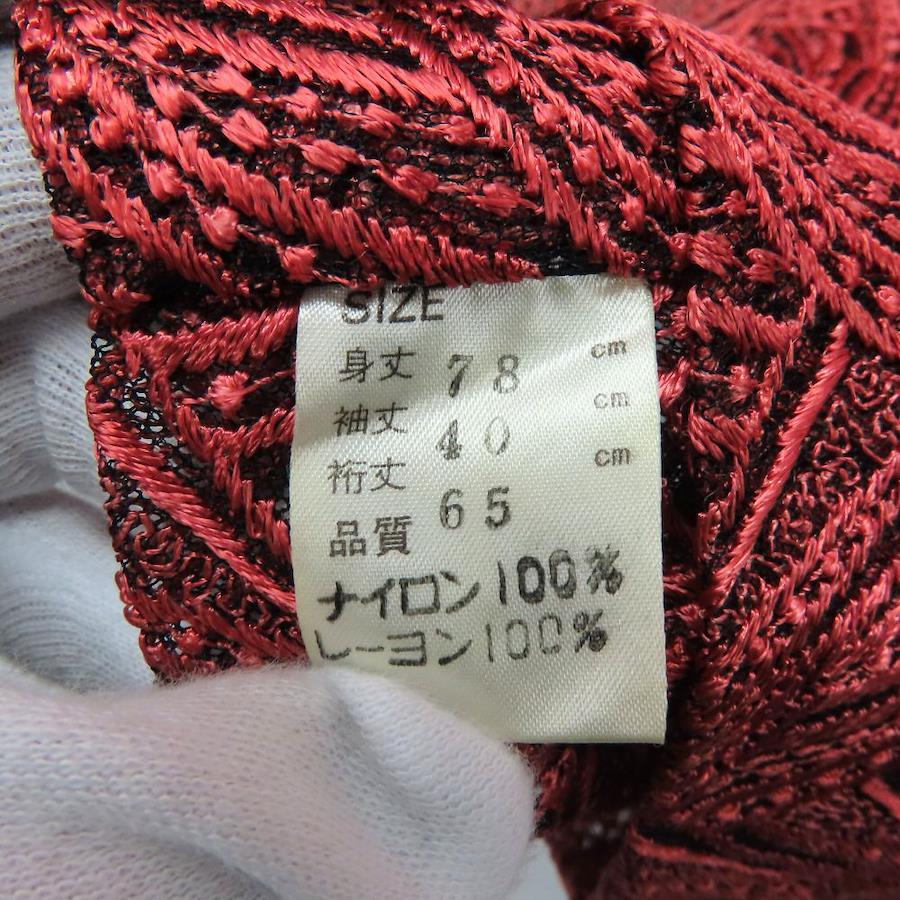 SIZE
身丈 78 cm
袖丈 40 cm
裄丈 65 cm
品質
ナイロン100%
レーヨン100%